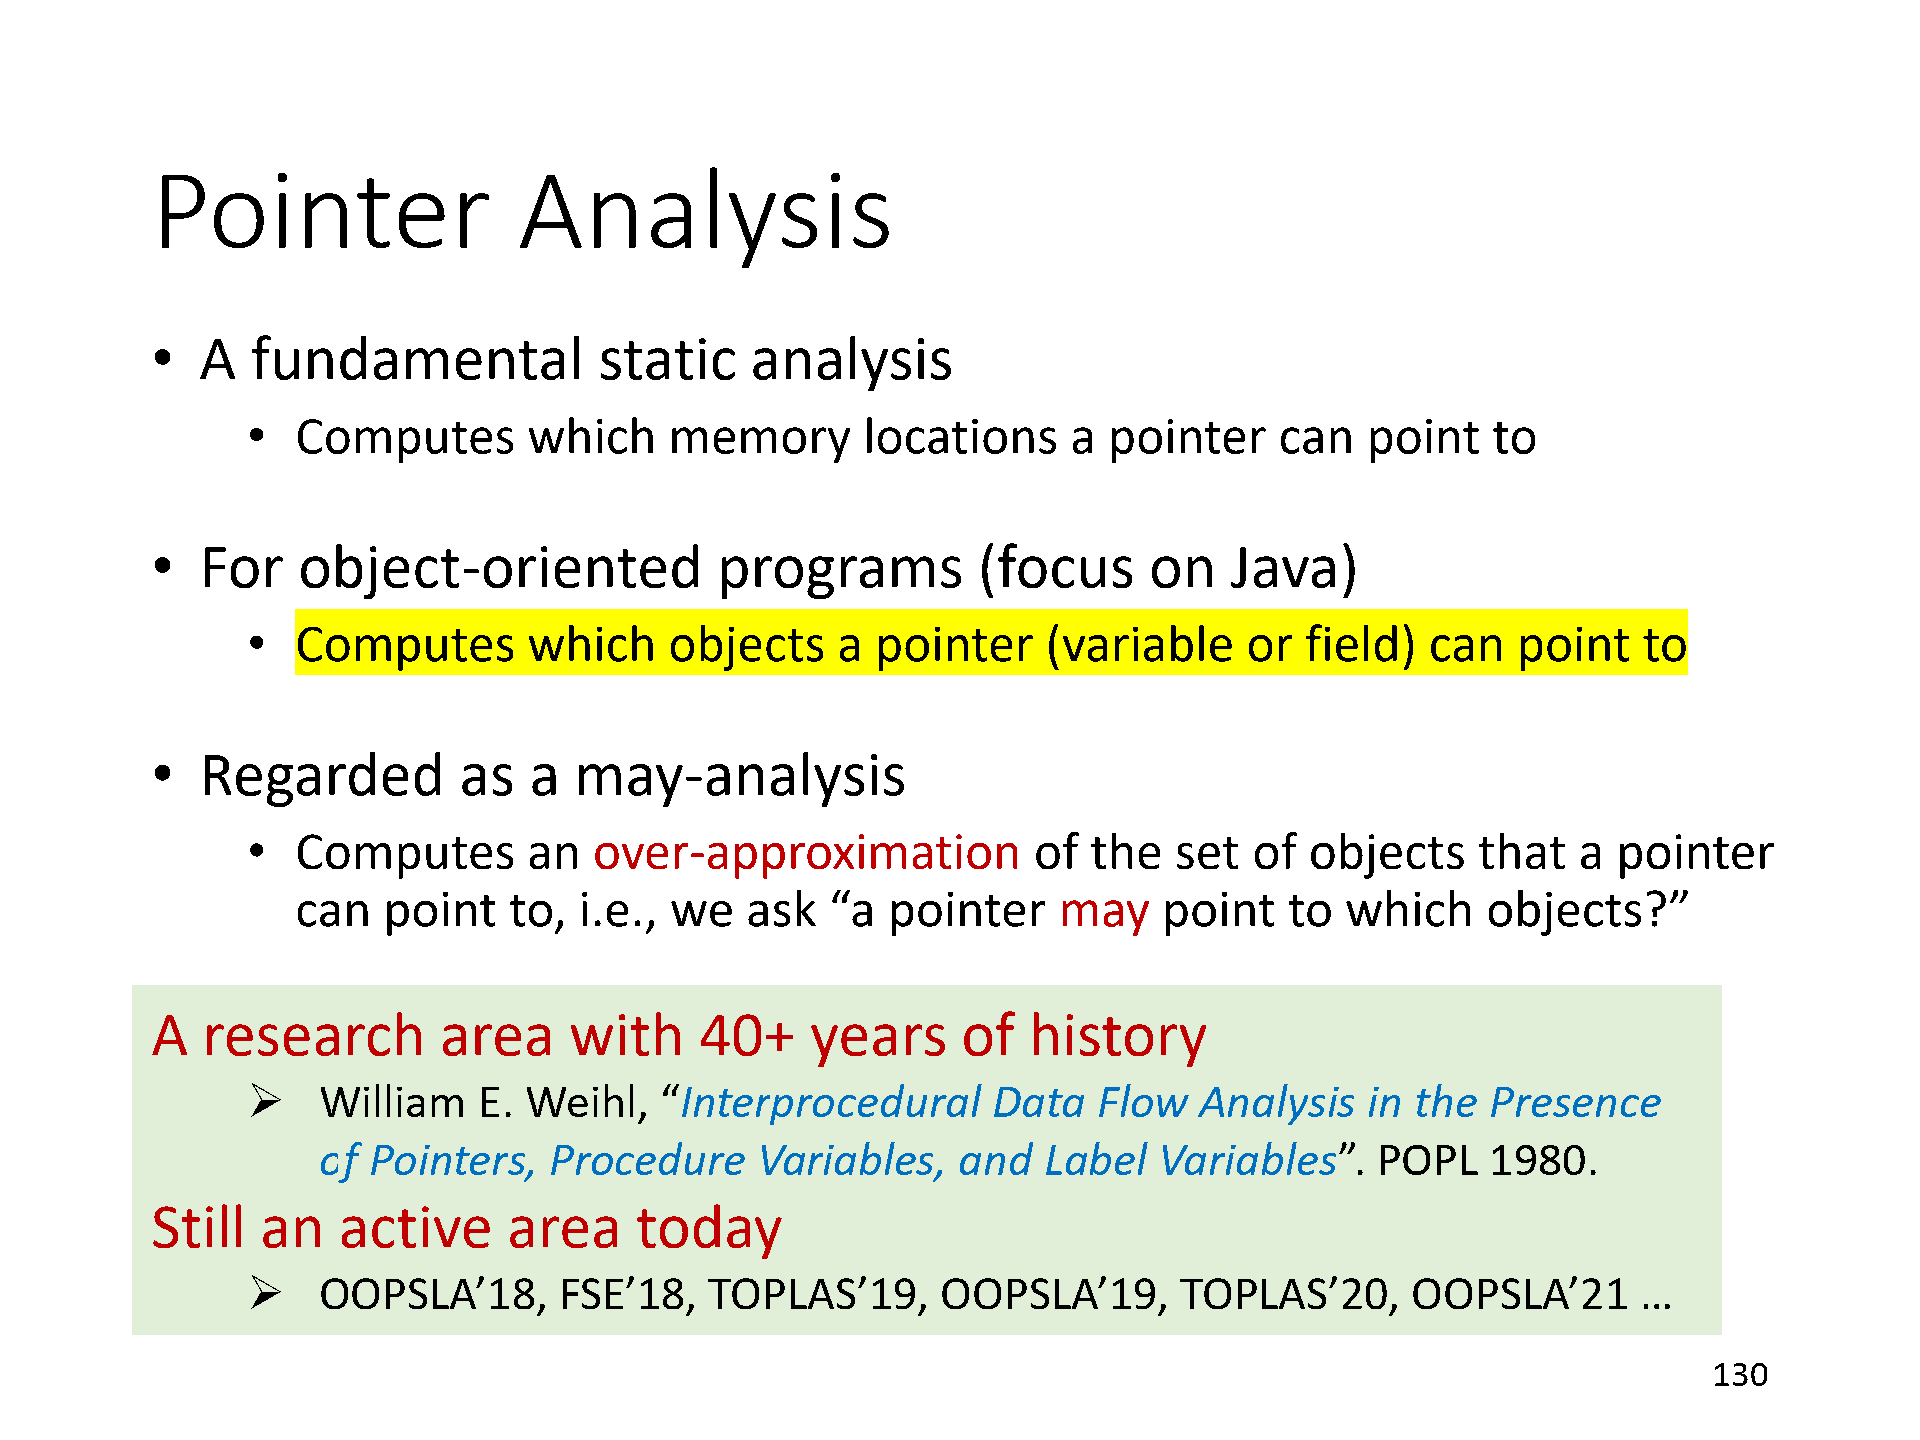 Pointer Analysis
• A fundamental static analysis
• Computes which memory locations a pointer can point to
• For object-oriented programs (focus on Java)
• Computes which objects a pointer (variable or field) can point to
• Regarded as a may-analysis
• Computes an over-approximation of the set of objects that a pointer
can point to, i.e., we ask “a pointer may point to which objects?”
A research area with 40+ years of history
➢ William E. Weihl, “Interprocedural Data Flow Analysis in the Presence
of Pointers, Procedure Variables, and Label Variables”. POPL 1980.
Still an active area today
➢ OOPSLA’18, FSE’18, TOPLAS’19, OOPSLA’19, TOPLAS’20, OOPSLA’21 …
130